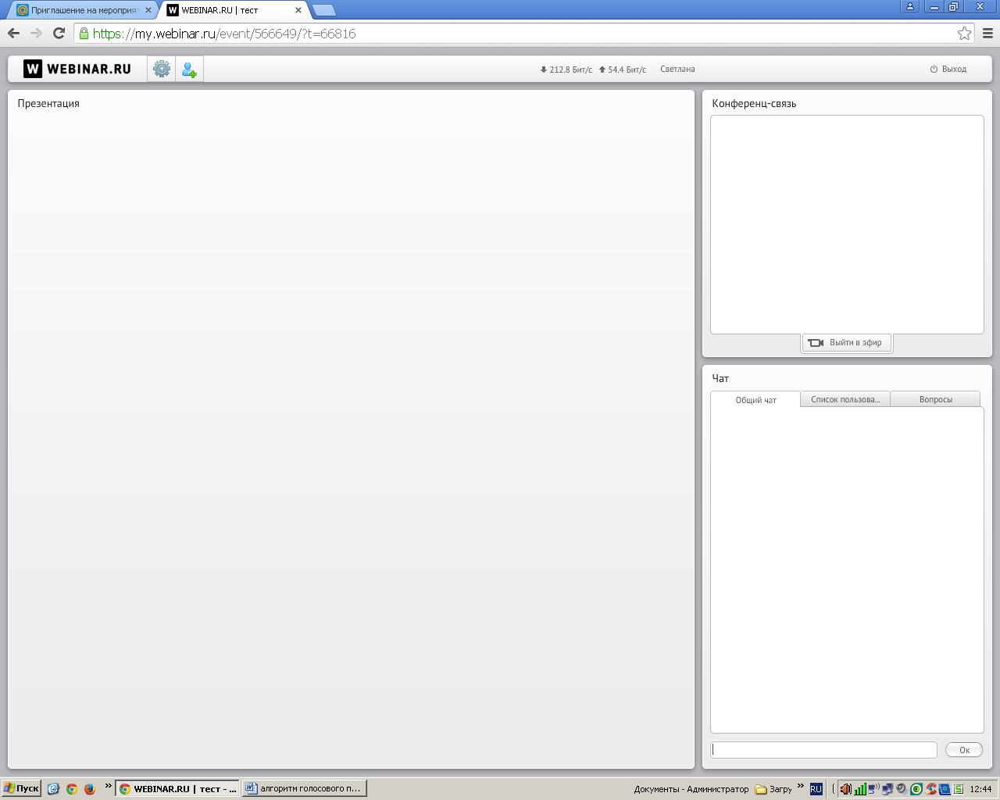 Приглашение на мероприят
WEBINAR.RU | тест
https://my.webinar.ru/event/566649/?t=66816
W WEBINAR.RU
212.8 Бит/с 54.4 Бит/с Светлана
Выход
Презентация
Конференц-связь
Выйти в эфир
Чат
Общий чат Список пользова... Вопросы
Ок
Пуск
WEBINAR.RU | тест - ...
алгоритм голосового п...
Документы - Администратор
Загру
RU
12:44